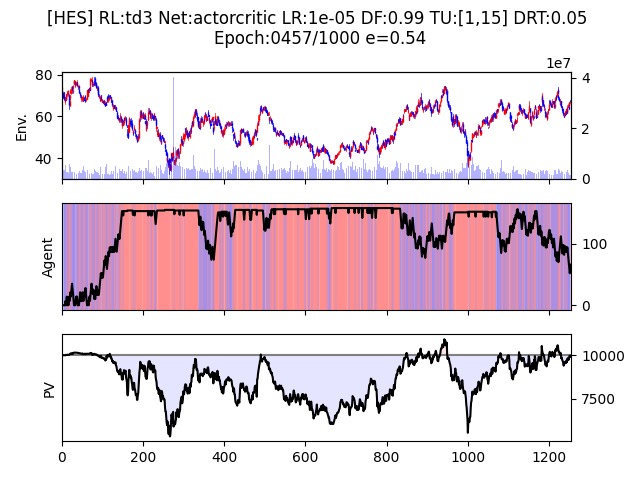 [HES] RL:td3 Net:actorcritic LR:1e-05 DF:0.99 TU:[1,15] DRT:0.05
Epoch:0457/1000 e=0.54
1e7
80
60
40
Env.
4
2
0
Agent
100
0
PV
10000
7500
0 200 400 600 800 1000 1200